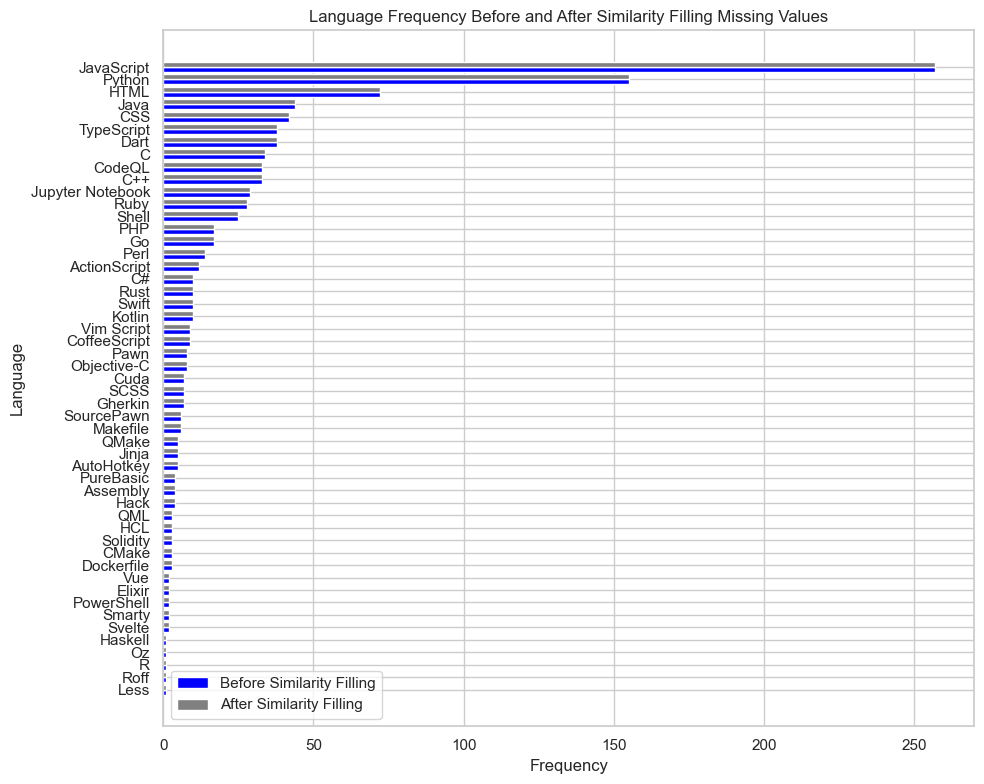 Language Frequency Before and After Similarity Filling Missing Values
Language
JavaScript
Python
HTML
Java
CSS
TypeScript
Dart
C
CodeQL
C++
Jupyter Notebook
Ruby
Shell
PHP
Go
Perl
ActionScript
C#
Rust
Swift
Kotlin
Vim Script
CoffeeScript
Pawn
Objective-C
Cuda
SCSS
Gherkin
SourcePawn
Makefile
QMake
Jinja
AutoHotkey
PureBasic
Assembly
Hack
QML
HCL
Solidity
CMake
Dockerfile
Vue
Elixir
PowerShell
Smarty
Svelte
Haskell
Oz
R
Roff
Less
Before Similarity Filling
After Similarity Filling
0 50 100 150 200 250
Frequency